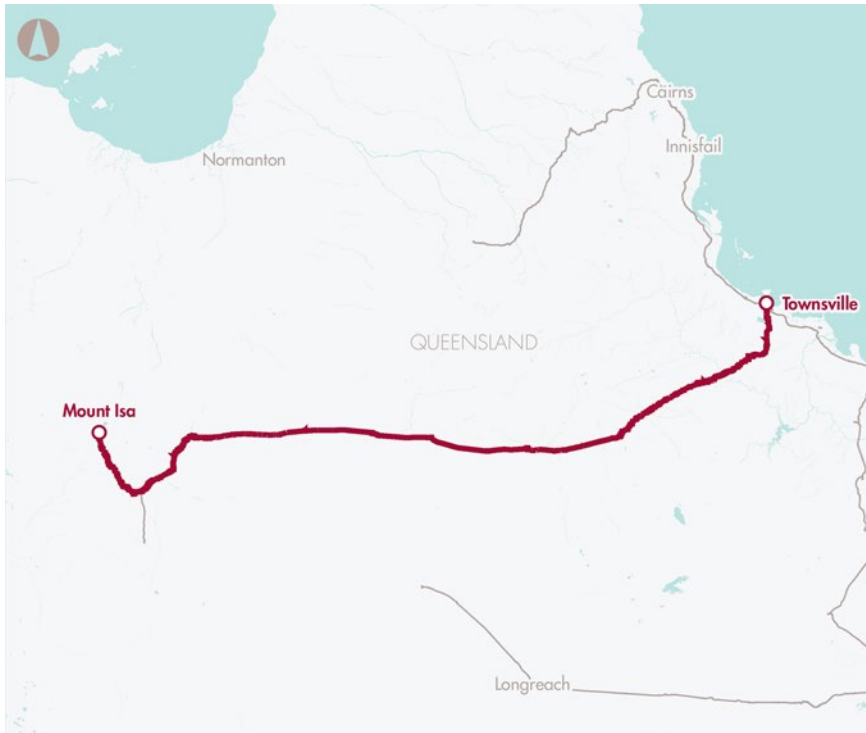 Cairns
Innisfail
Normanton
Townsville
QUEENSLAND
Mount Isa
Longreach